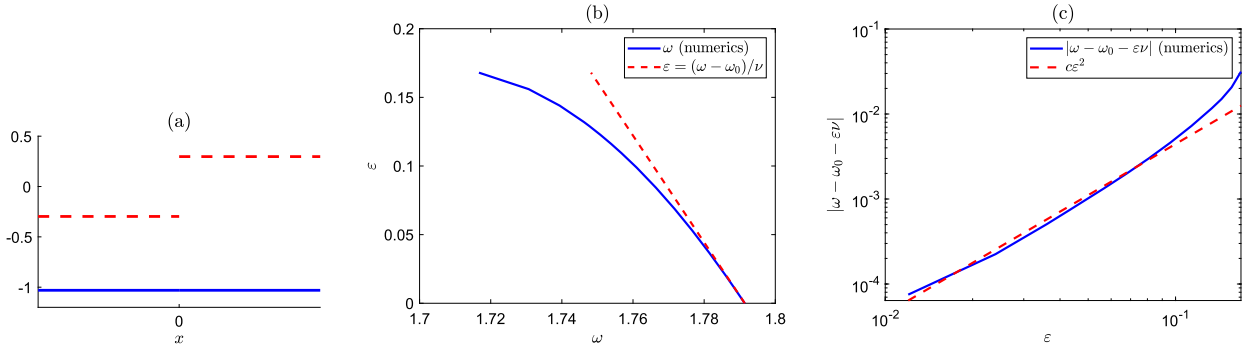 (a)
0.5
0
-0.5
-1
0
x
(b)
0.2
0.15
0.1
0.05
0
ε
ω (numerics)
ε = (ω − ω₀)/ν
1.7
1.72
1.74
1.76
1.78
1.8
ω
(c)
10⁻¹
10⁻²
10⁻³
10⁻⁴
|ω − ω₀ − εν|
|ω − ω₀ − εν| (numerics)
cε²
10⁻²
10⁻¹
ε